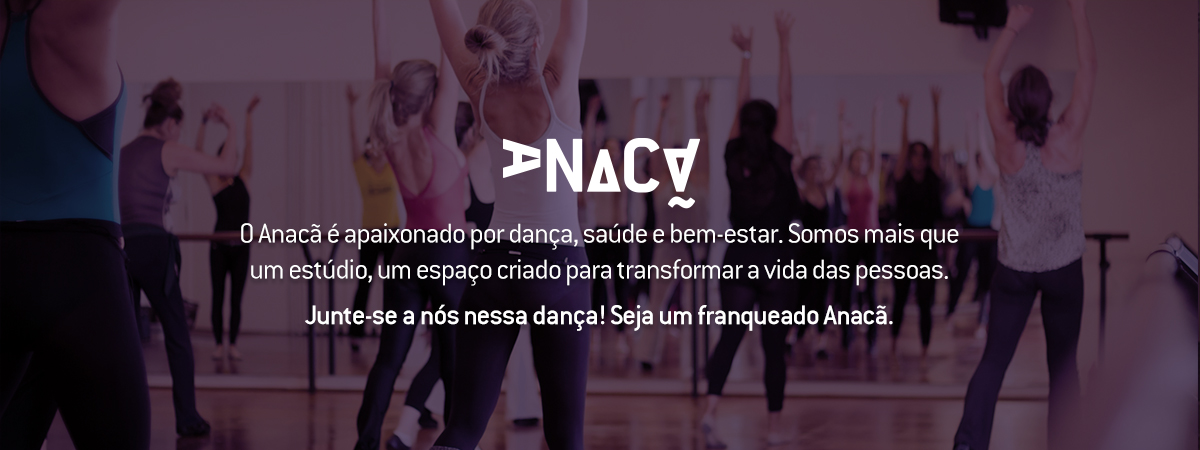 ANACÃ
O Anacã é apaixonado por dança, saúde e bem-estar. Somos mais que
um estúdio, um espaço criado para transformar a vida das pessoas.
Junte-se a nós nessa dança! Seja um franqueado Anacã.